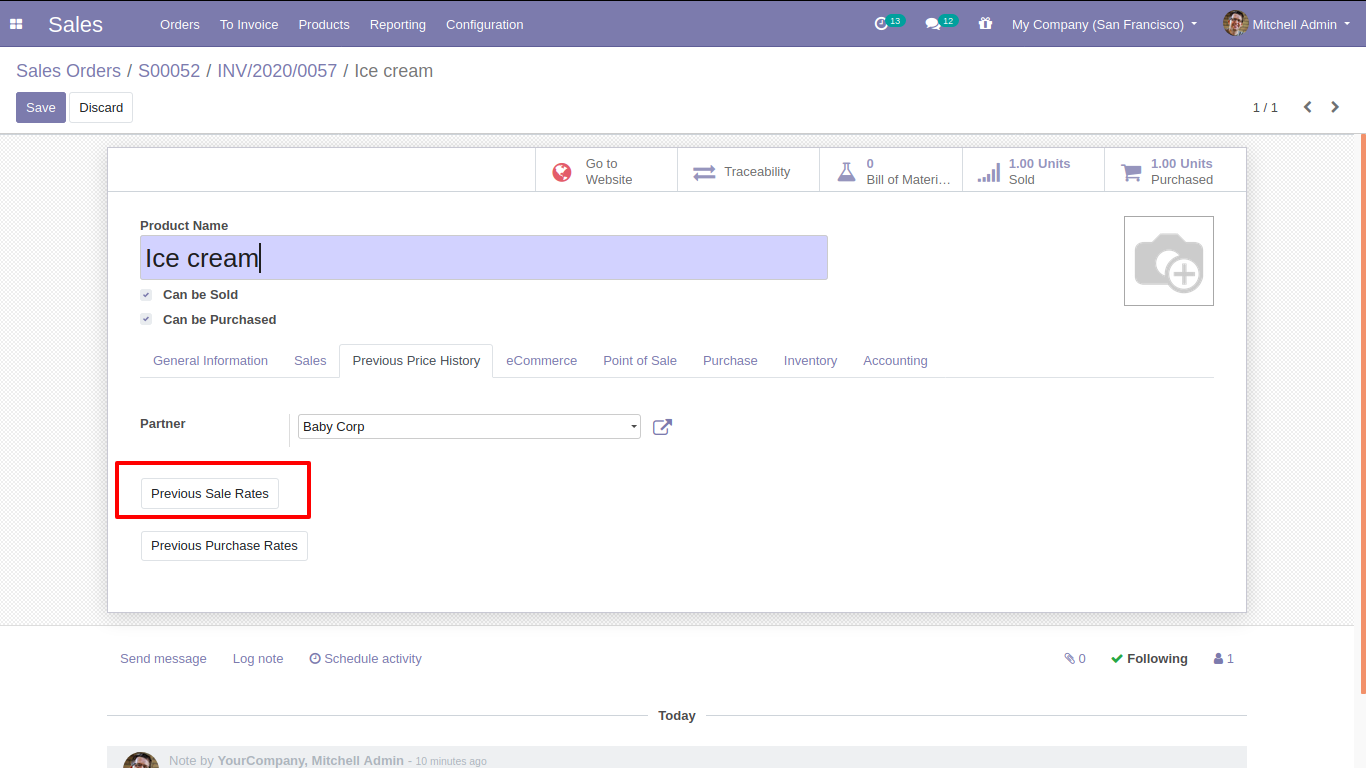 Sales Orders To Invoice Products Reporting Configuration 13 12 My Company (San Francisco) Mitchell Admin
Sales Orders / S00052 / INV/2020/0057 / Ice cream
Save Discard 1 / 1
Go to Website
Traceability
0 Bill of Materi…
1.00 Units Sold
1.00 Units Purchased
Product Name
Ice cream
Can be Sold
Can be Purchased
General Information Sales Previous Price History eCommerce Point of Sale Purchase Inventory Accounting
Partner Baby Corp
Previous Sale Rates
Previous Purchase Rates
Send message Log note Schedule activity 0 Following 1
Today
Note by YourCompany, Mitchell Admin - 10 minutes ago